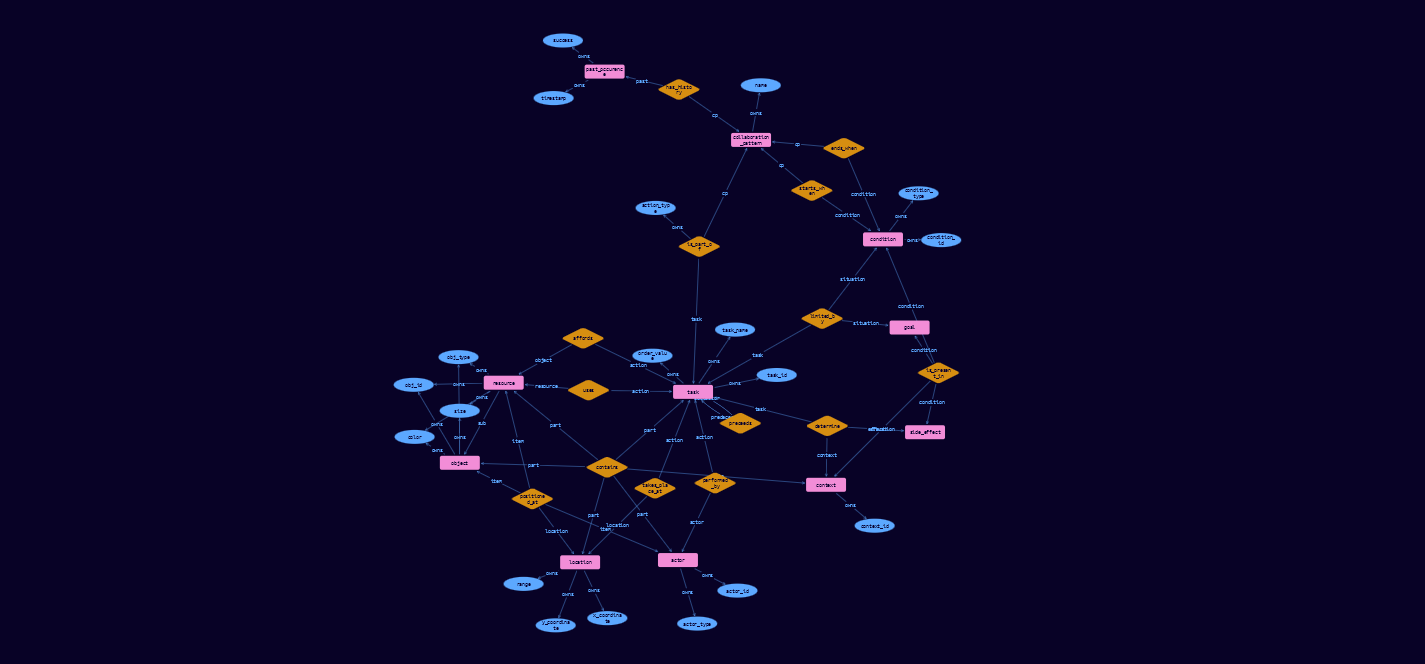 success
owns
past_occurenc
e
owns
timestamp
past
has_histo
ry
cp
name
owns
collaboration
_pattern
cp
ends_when
cp
starts_wh
en
condition
condition
condition_
type
owns
condition
owns
condition_
id
action_typ
e
owns
is_part_o
f
cp
task
situation
limited_b
y
situation
goal
condition
condition
is_presen
t_in
condition
side_effect
task
affords
object
action
order_valu
e
owns
task_name
owns
task_id
owns
obj_type
owns
obj_id
resource
owns
resource
uses
action
task
size
owns
owns
color
owns
owns
sub
object
item
part
part
part
contains
action
action
preceeds
task
determine
context
context
owns
context_id
item
positione
d_at
location
item
part
location
part
takes_pla
ce_at
performed
_by
actor
location
actor
range
owns
owns
owns
y_coordina
te
x_coordina
te
owns
actor_id
owns
actor_type